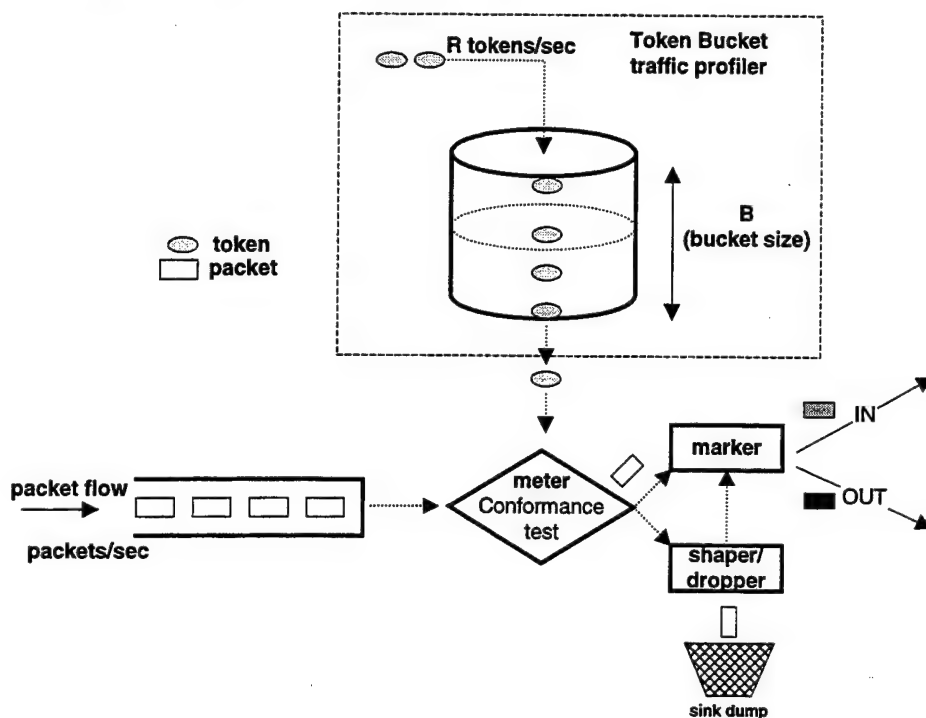 R tokens/sec
Token Bucket
traffic profiler
B
(bucket size)
token
packet
IN
marker
packet flow
meter
Conformance
test
OUT
packets/sec
shaper/
dropper
sink dump